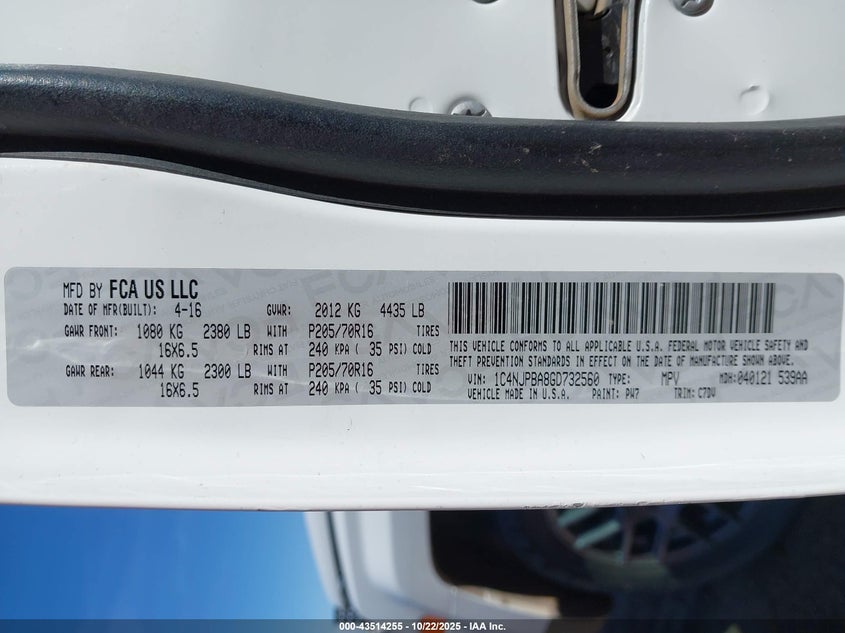 MFD BY FCA US LLC
DATE OF MFR(BUILT): 4-16 GVWR: 2012 KG 4435 LB
GAWR FRONT: 1080 KG 2380 LB WITH P205/70R16 TIRES
16X6.5 RIMS AT 240 KPA ( 35 PSI) COLD
GAWR REAR: 1044 KG 2300 LB WITH P205/70R16 TIRES
16X6.5 RIMS AT 240 KPA ( 35 PSI) COLD
THIS VEHICLE CONFORMS TO ALL APPLICABLE U.S.A. FEDERAL MOTOR VEHICLE SAFETY AND
THEFT PREVENTION STANDARDS IN EFFECT ON THE DATE OF MANUFACTURE SHOWN ABOVE.
VIN: 1C4NJPBA8GD732560 TYPE: MPV MDH:040121 539AA
VEHICLE MADE IN U.S.A. PAINT: PW7 TRIM: C7DV
000-43514255 - 10/22/2025 - IAA Inc.